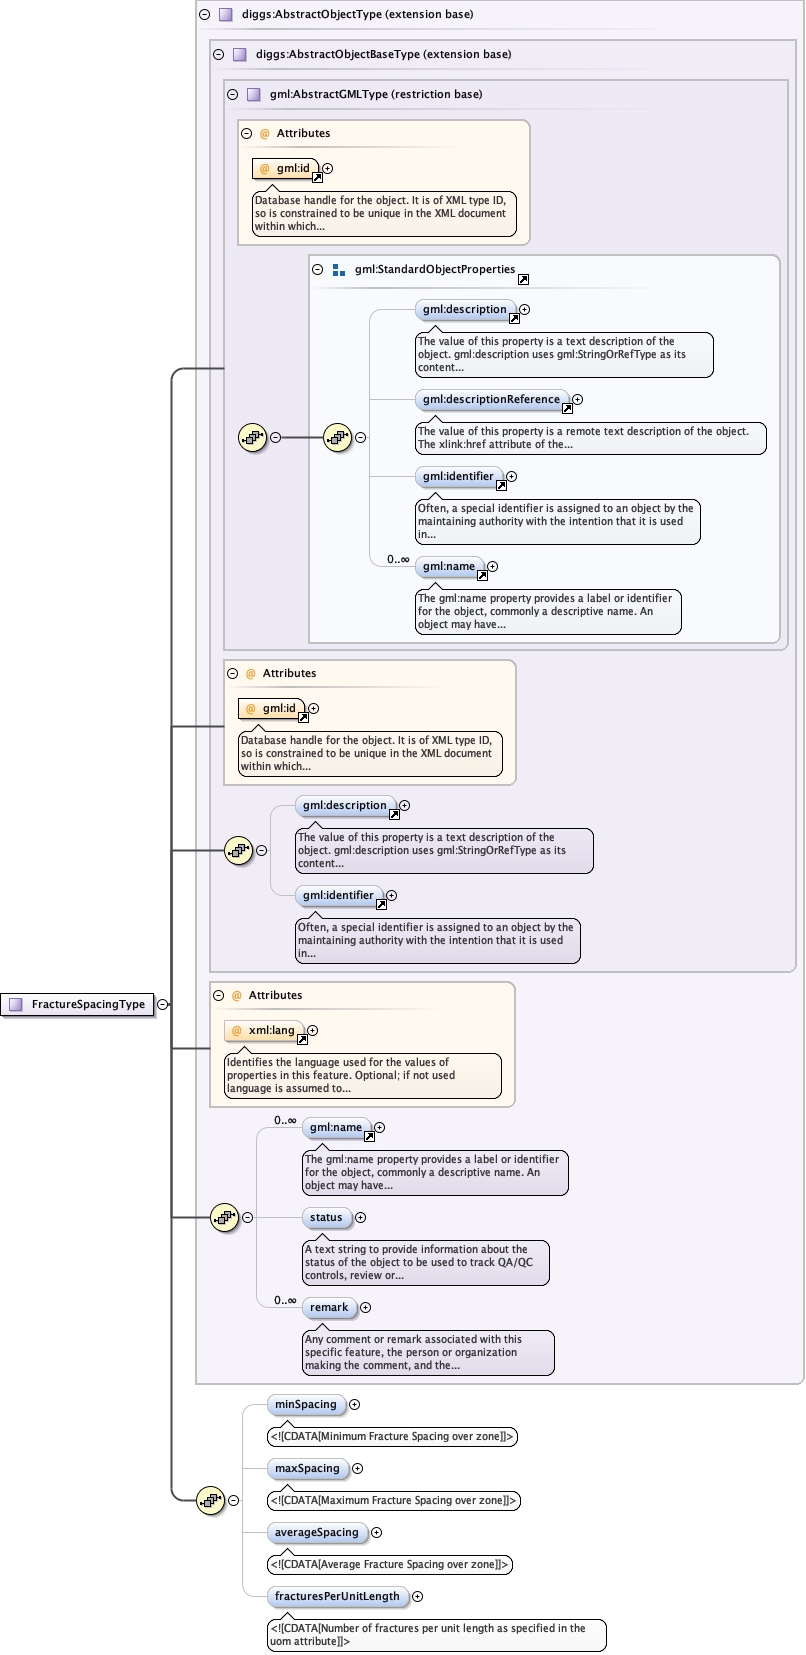 diggs:AbstractObjectType (extension base)
diggs:AbstractObjectBaseType (extension base)
gml:AbstractGMLType (restriction base)
@ Attributes
@ gml:id
Database handle for the object. It is of XML type ID,
so is constrained to be unique in the XML document
within which...
gml:StandardObjectProperties
gml:description
The value of this property is a text description of the
object. gml:description uses gml:StringOrRefType as its
content...
gml:descriptionReference
The value of this property is a remote text description of the object.
The xlink:href attribute of the...
gml:identifier
Often, a special identifier is assigned to an object by the
maintaining authority with the intention that it is used
in...
0..∞
gml:name
The gml:name property provides a label or identifier
for the object, commonly a descriptive name. An
object may have...
@ Attributes
@ gml:id
Database handle for the object. It is of XML type ID,
so is constrained to be unique in the XML document
within which...
gml:description
The value of this property is a text description of the
object. gml:description uses gml:StringOrRefType as its
content...
gml:identifier
Often, a special identifier is assigned to an object by the
maintaining authority with the intention that it is used
in...
FractureSpacingType
@ Attributes
@ xml:lang
Identifies the language used for the values of
properties in this feature. Optional; if not used
language is assumed to...
0..∞
gml:name
The gml:name property provides a label or identifier
for the object, commonly a descriptive name. An
object may have...
status
A text string to provide information about the
status of the object to be used to track QA/QC
controls, review or...
0..∞
remark
Any comment or remark associated with this
specific feature, the person or organization
making the comment, and the...
minSpacing
<![CDATA[Minimum Fracture Spacing over zone]]>
maxSpacing
<![CDATA[Maximum Fracture Spacing over zone]]>
averageSpacing
<![CDATA[Average Fracture Spacing over zone]]>
fracturesPerUnitLength
<![CDATA[Number of fractures per unit length as specified in the
uom attribute]]>